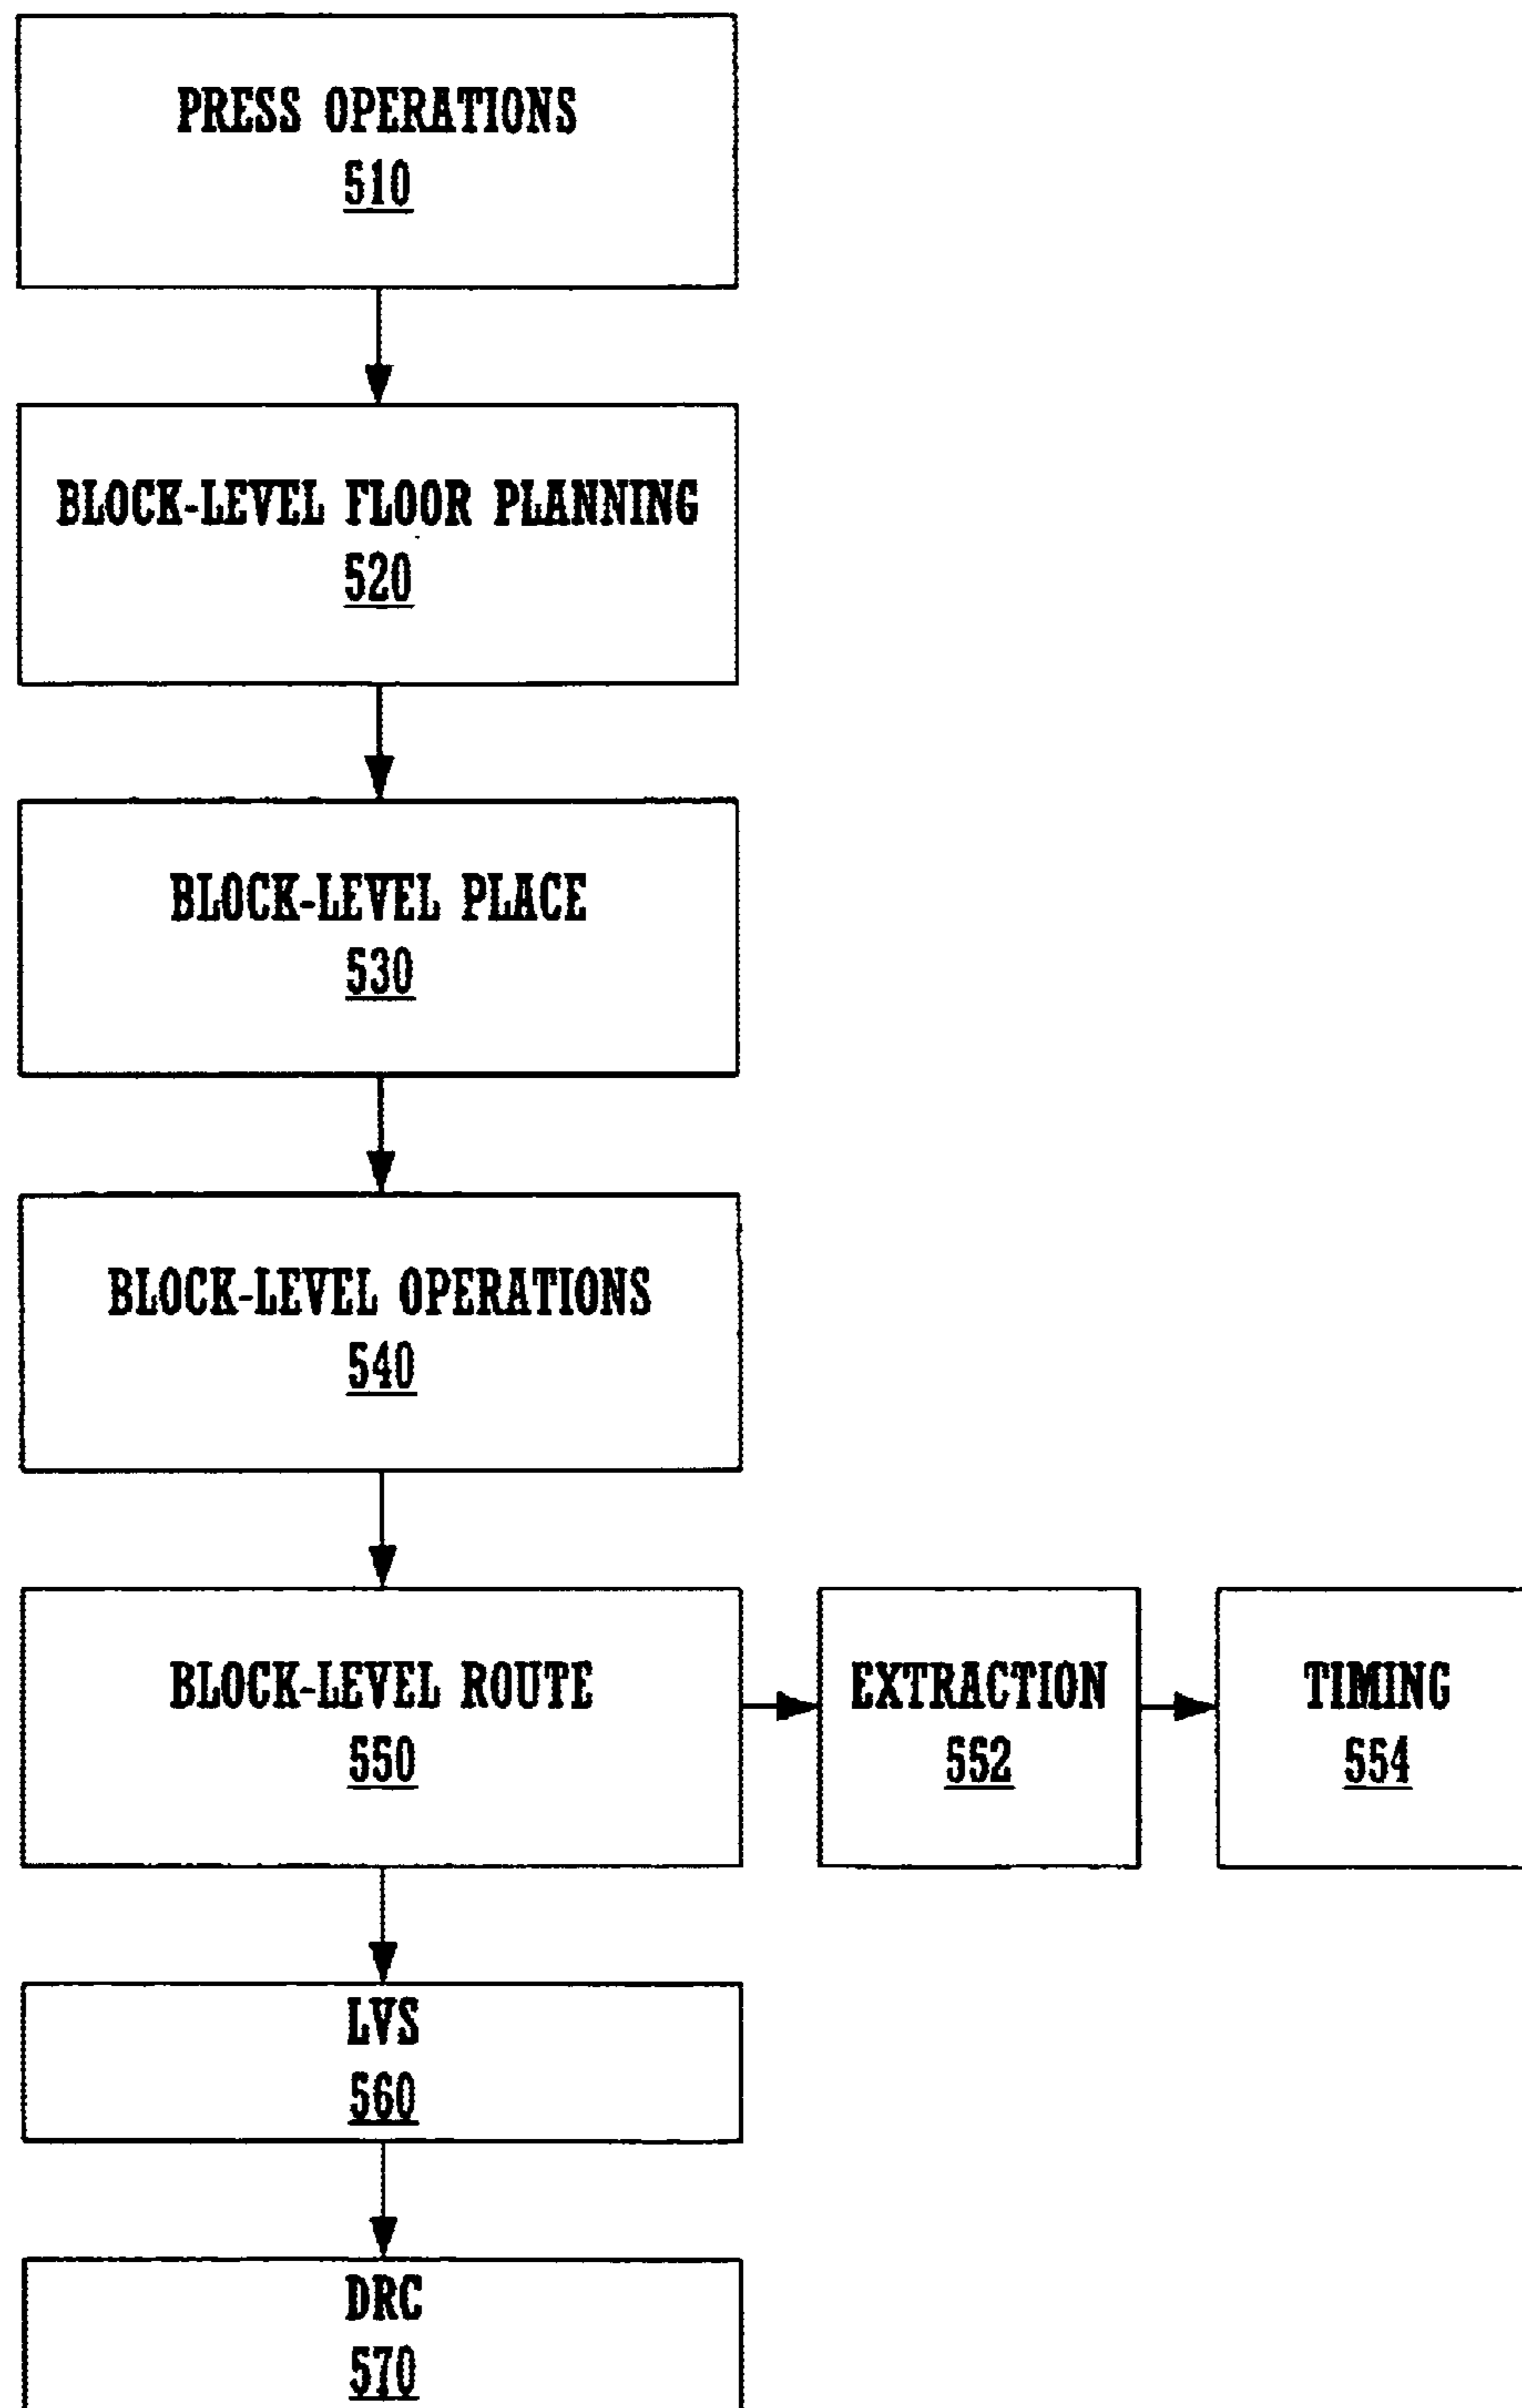 PRESS OPERATIONS
510
BLOCK-LEVEL FLOOR PLANNING
520
BLOCK-LEVEL PLACE
530
BLOCK-LEVEL OPERATIONS
540
BLOCK-LEVEL ROUTE
550
EXTRACTION
552
TIMING
554
LVS
560
DRC
570